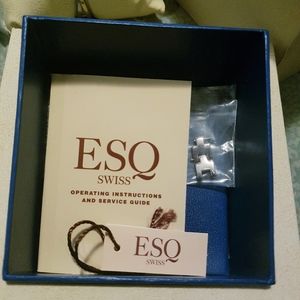 ESQ
SWISS
OPERATING INSTRUCTIONS
AND SERVICE GUIDE
ESQ
SWISS